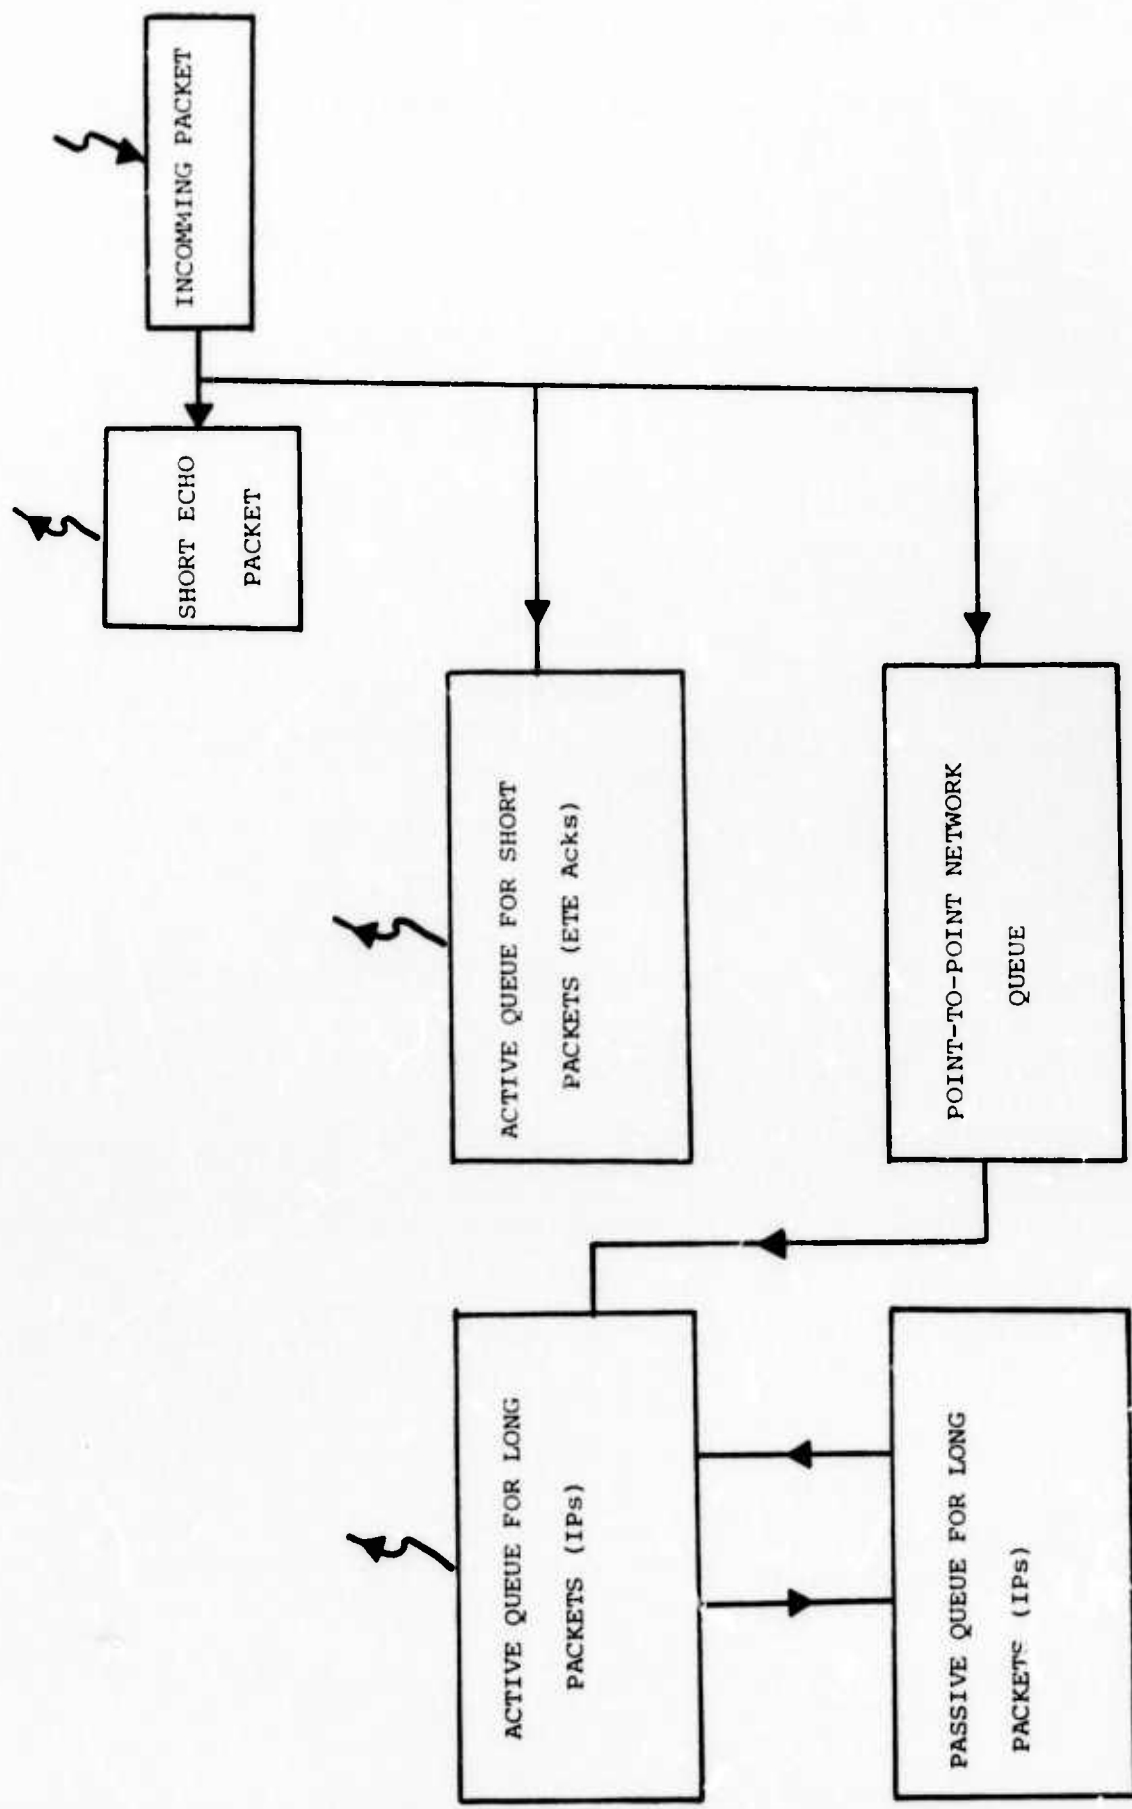 INCOMMING PACKET
SHORT ECHO
PACKET
ACTIVE QUEUE FOR SHORT
PACKETS (ETE Acks)
POINT-TO-POINT NETWORK
QUEUE
ACTIVE QUEUE FOR LONG
PACKETS (IPs)
PASSIVE QUEUE FOR LONG
PACKETS (IPs)